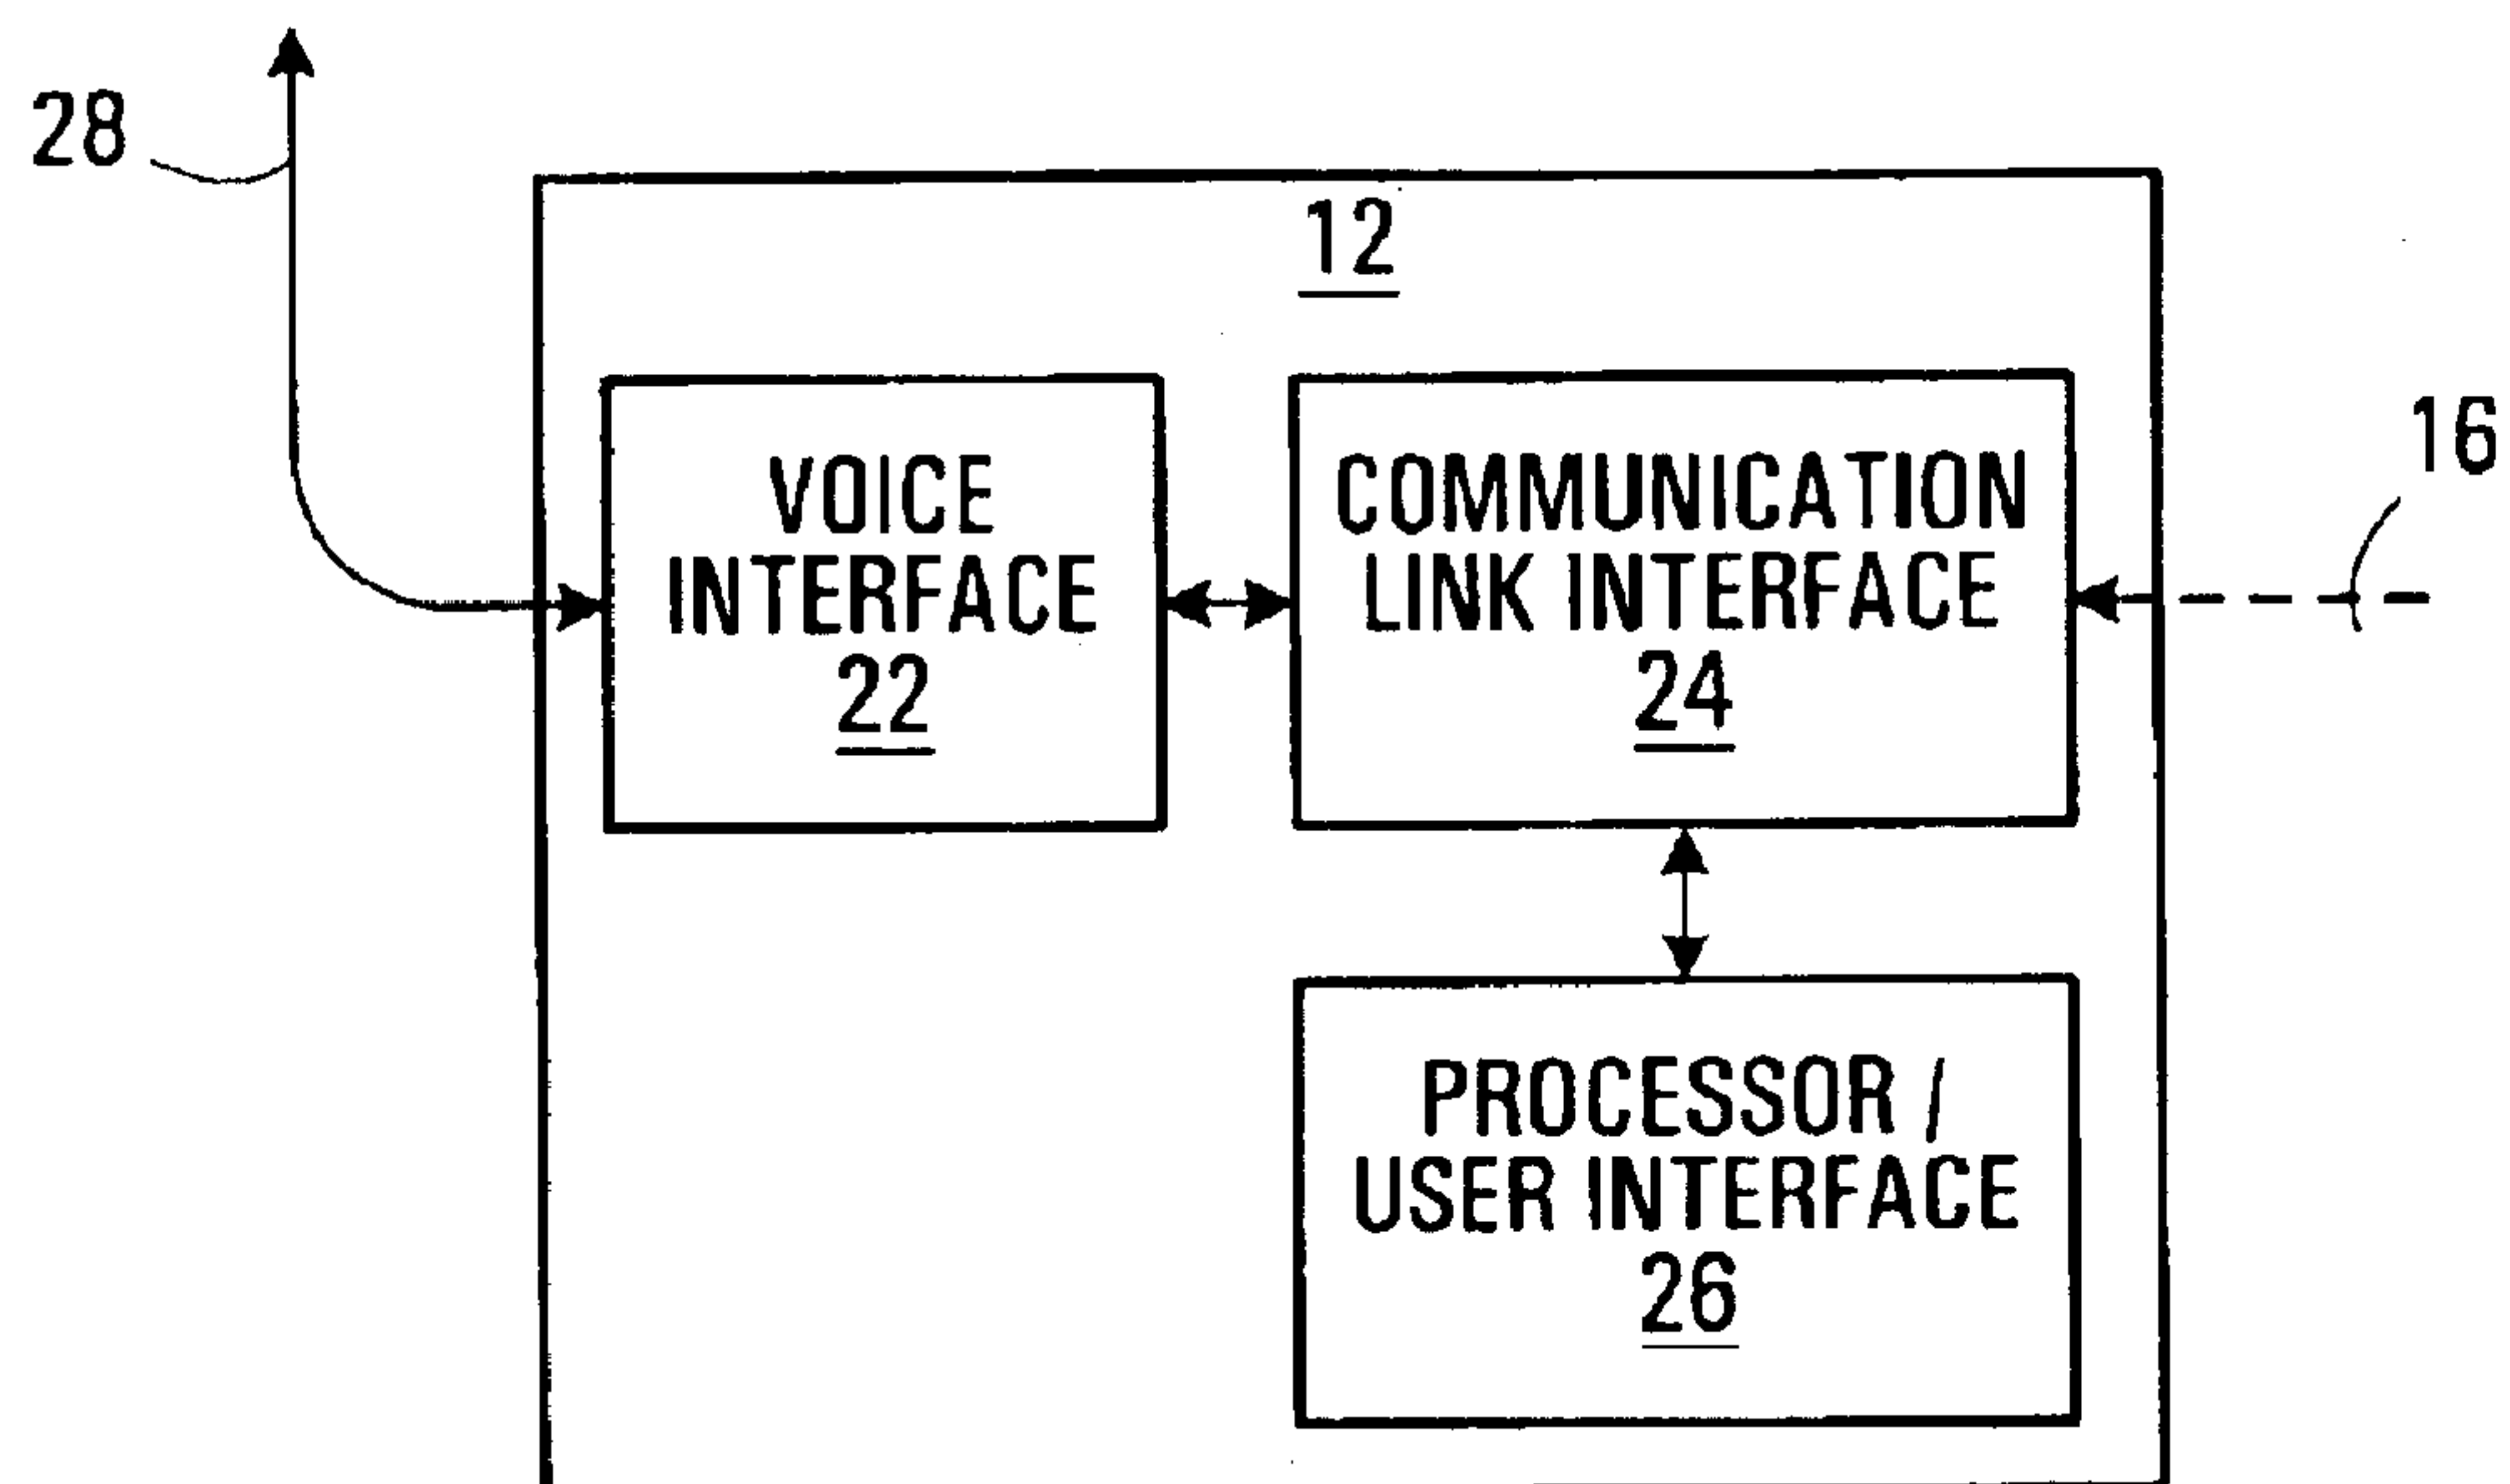 28
12
16
VOICE
INTERFACE
22
COMMUNICATION
LINK INTERFACE
24
PROCESSOR /
USER INTERFACE
26